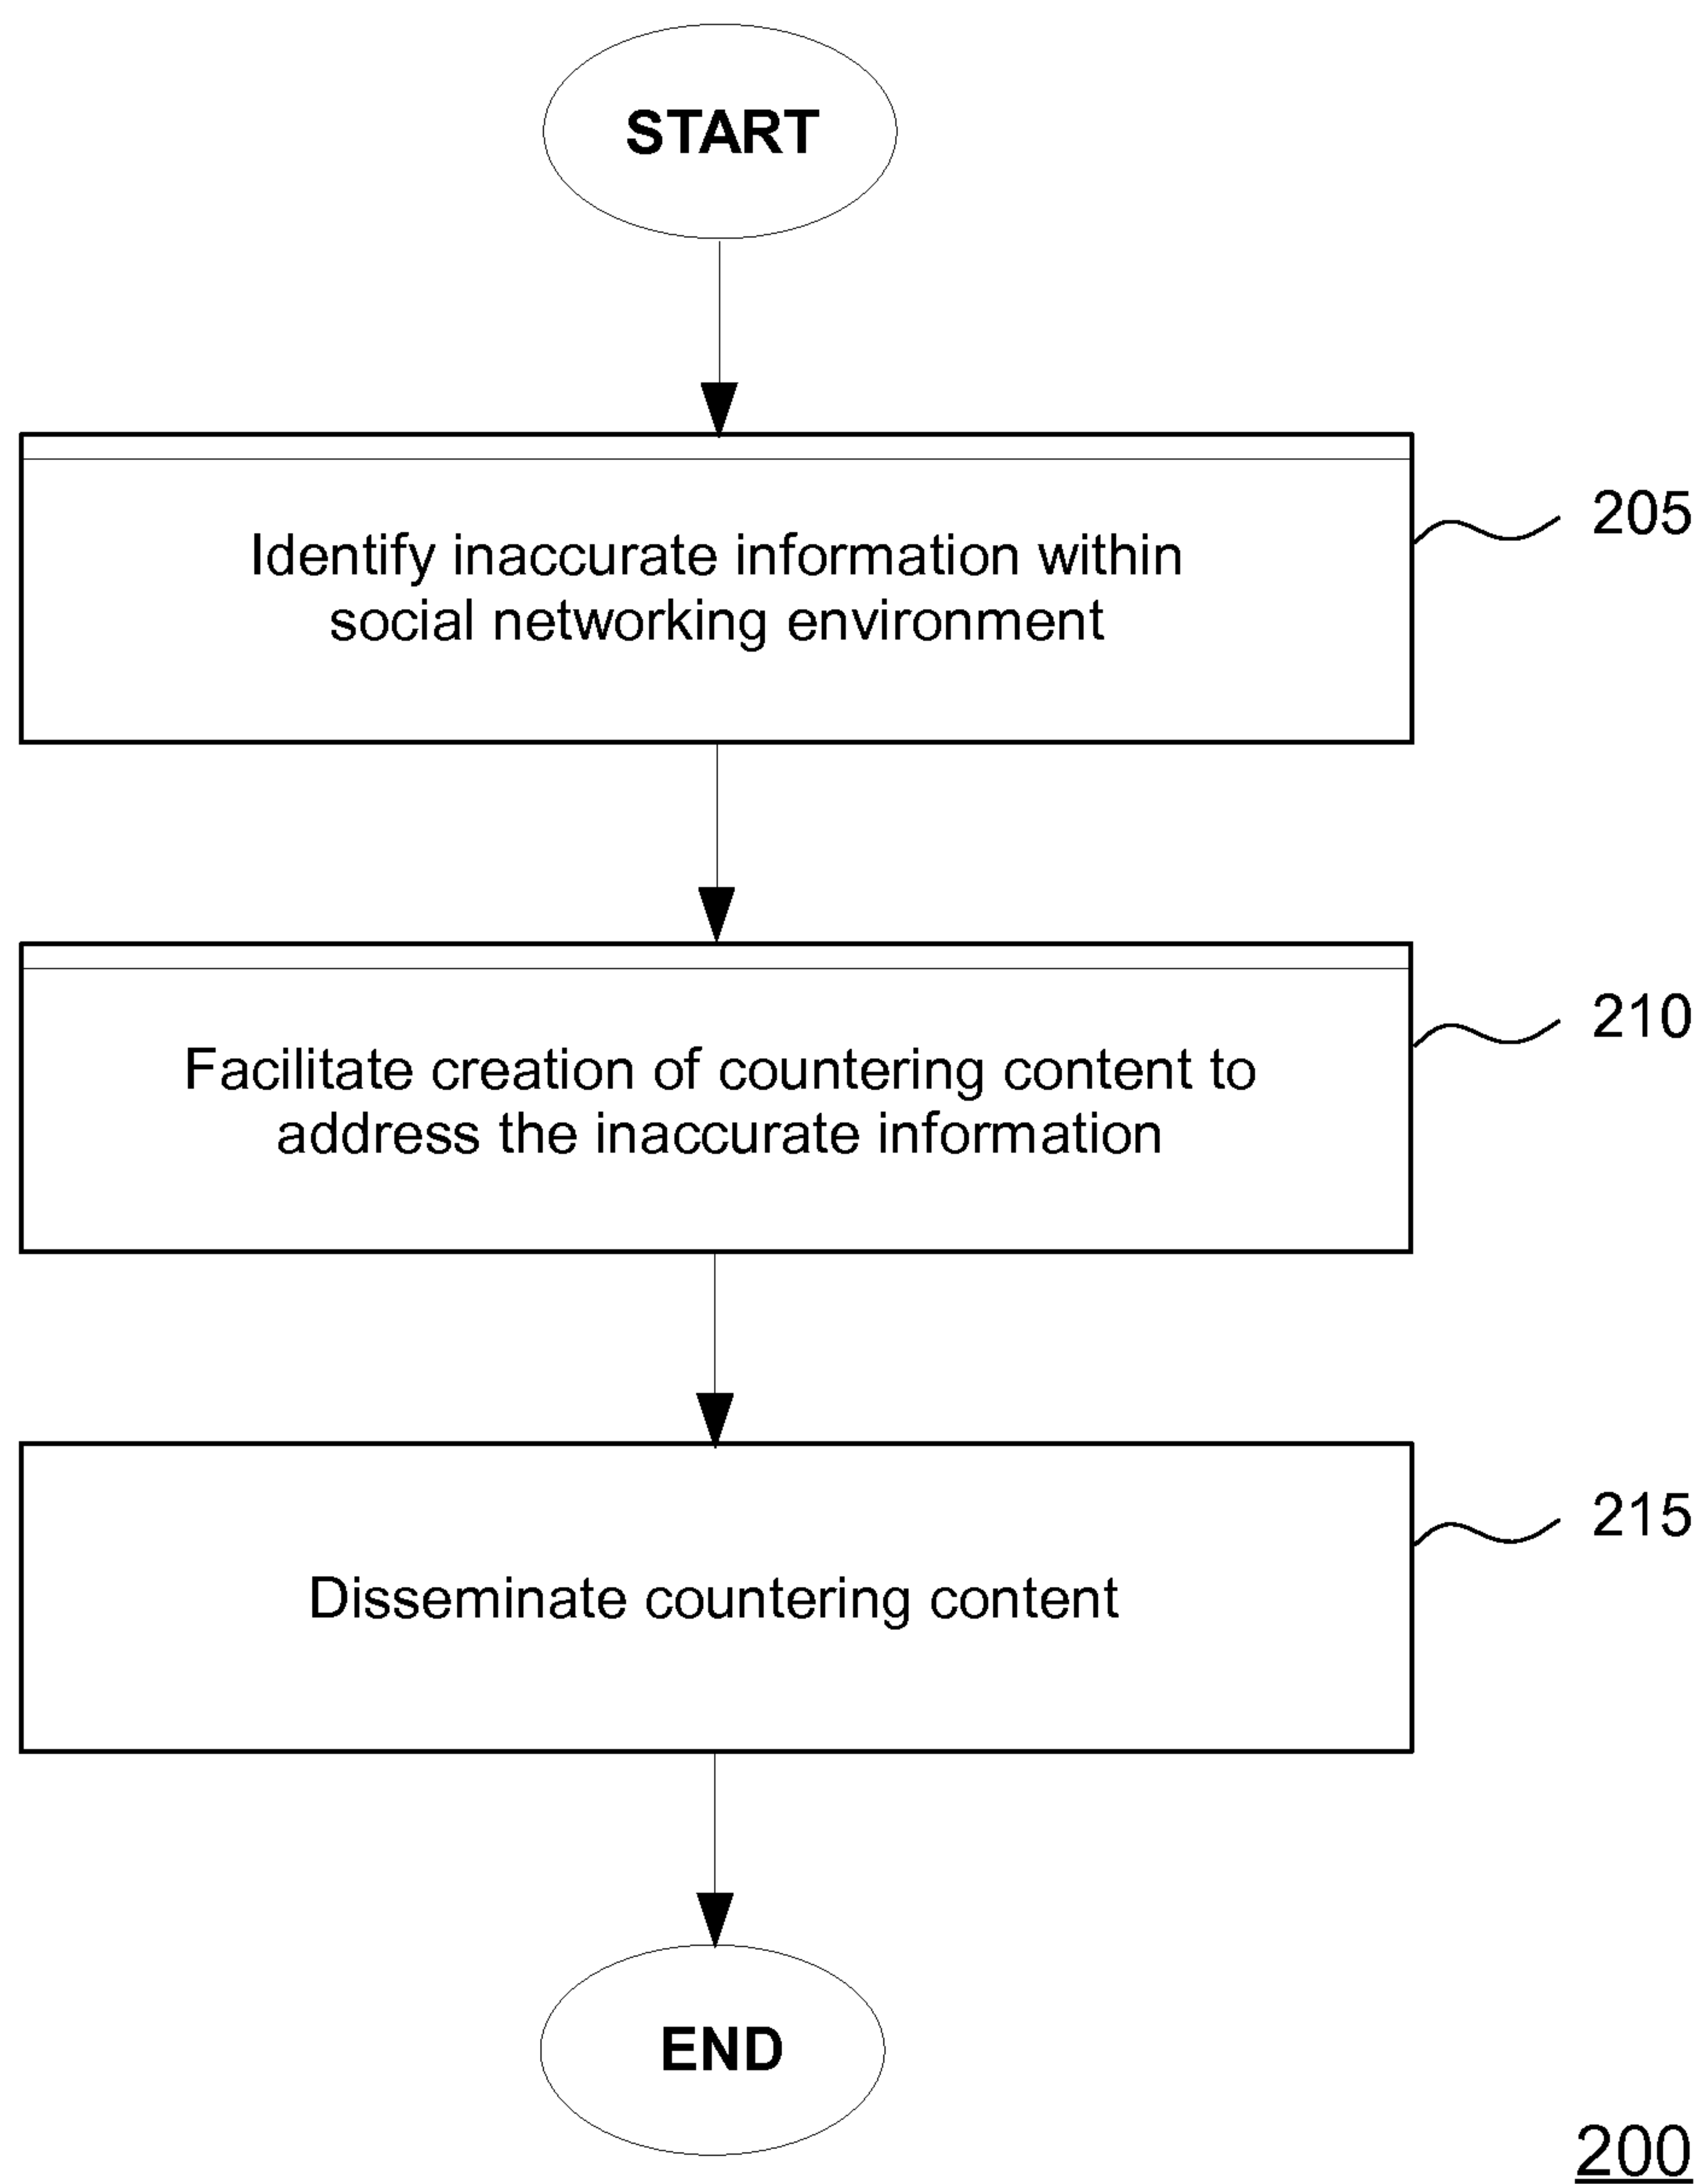 START
Identify inaccurate information within
social networking environment
205
Facilitate creation of countering content to
address the inaccurate information
210
Disseminate countering content
215
END
200